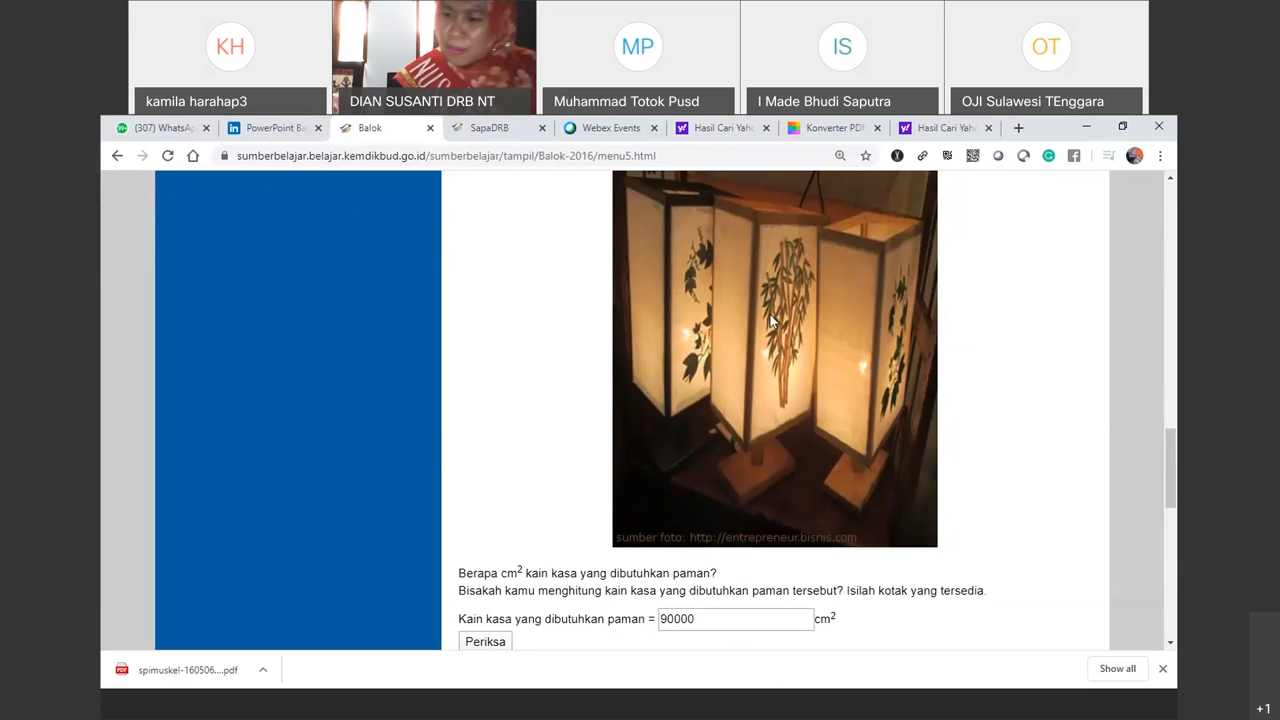 KH
MP
IS
OT
kamila harahap3
DIAN SUSANTI DRB NT
Muhammad Totok Pusd
I Made Bhudi Saputra
OJI Sulawesi TEnggara
NUS
(307) WhatsAp
PowerPoint Ba
Balok
SapaDRB
Webex Events
Hasil Cari Yah
Konverter PDF
Hasil Cari Yah
sumberbelajar.belajar.kemdikbud.go.id/sumberbelajar/tampil/Balok-2016/menu5.html
sumber foto: http://entrepreneur.bisnis.com
Berapa cm² kain kasa yang dibutuhkan paman?
Bisakah kamu menghitung kain kasa yang dibutuhkan paman tersebut? Isilah kotak yang tersedia.
Kain kasa yang dibutuhkan paman = 90000 cm²
Periksa
spimuskel-160506....pdf
Show all
+1